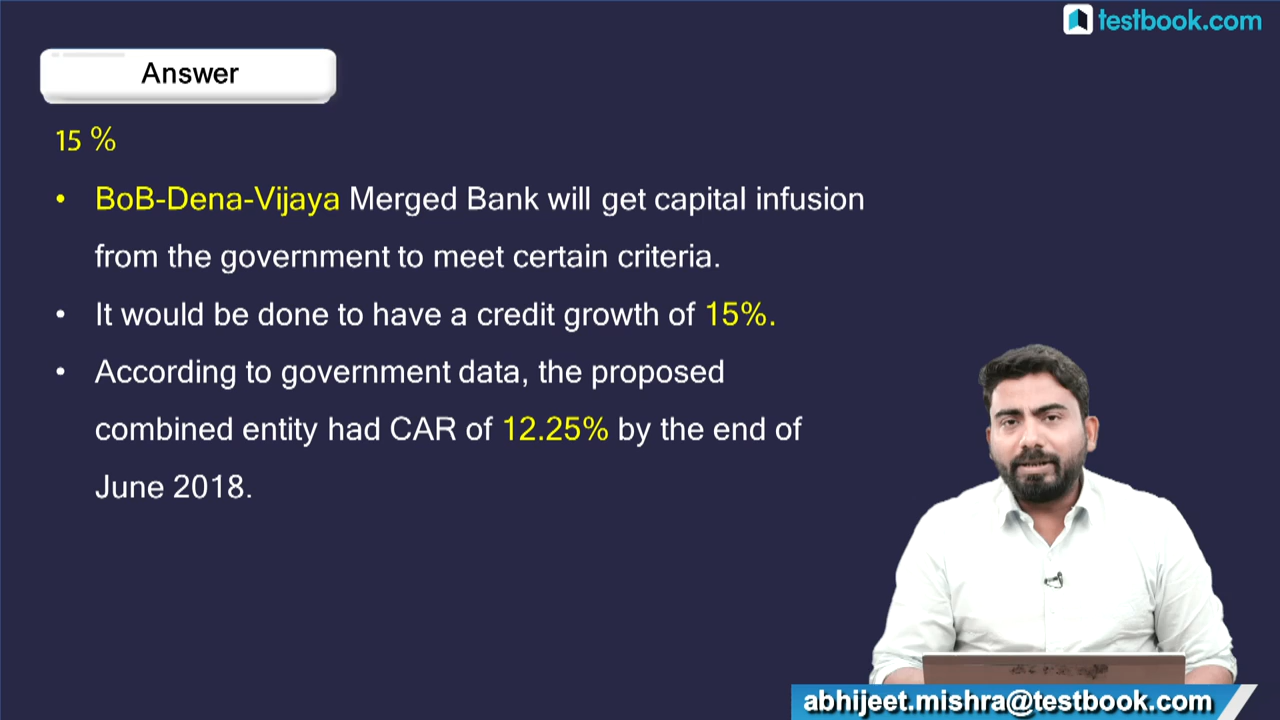 testbook.com
Answer
15 %
• BoB-Dena-Vijaya Merged Bank will get capital infusion
from the government to meet certain criteria.
• It would be done to have a credit growth of 15%.
• According to government data, the proposed
combined entity had CAR of 12.25% by the end of
June 2018.
abhijeet.mishra@testbook.com